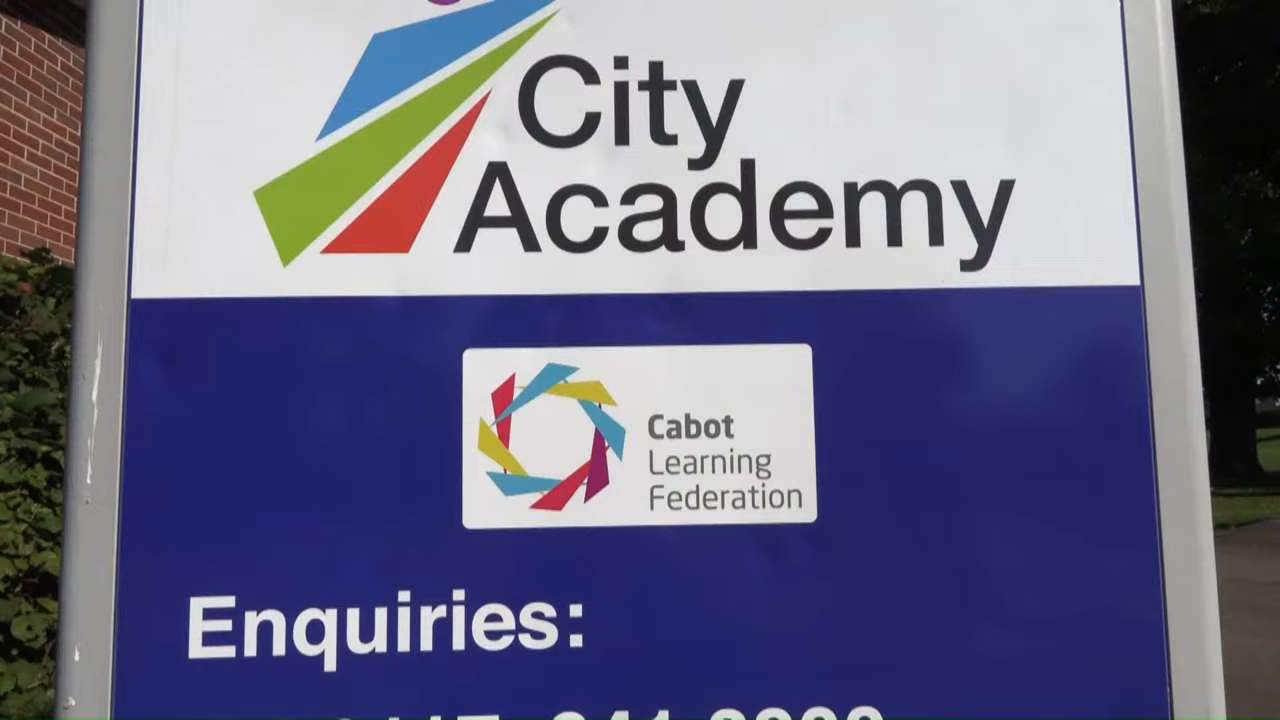 City
Academy
Cabot
Learning
Federation
Enquiries: